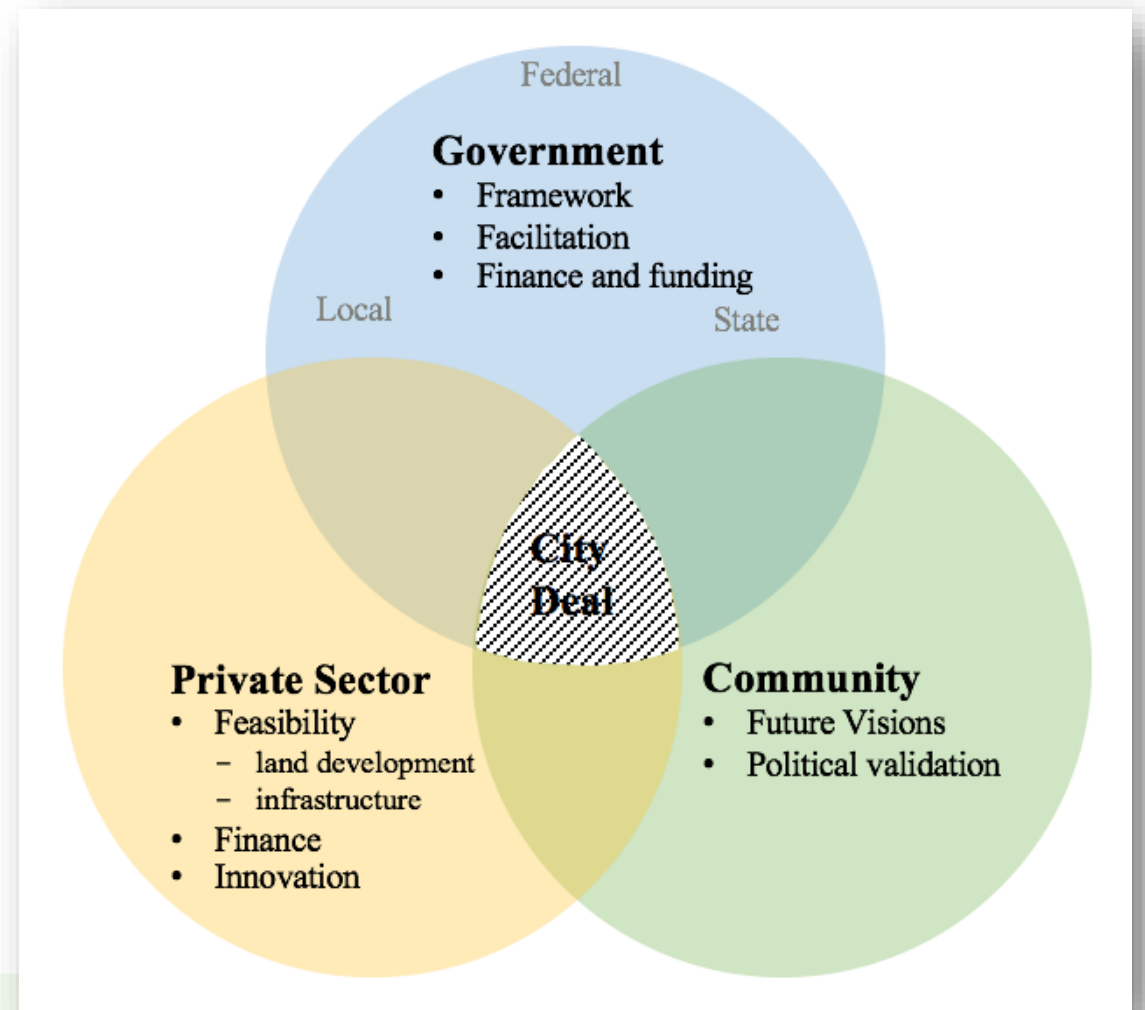 Federal
Government
• Framework
• Facilitation
• Finance and funding
Local
State
City
Deal
Private Sector
• Feasibility
– land development
– infrastructure
• Finance
• Innovation
Community
• Future Visions
• Political validation